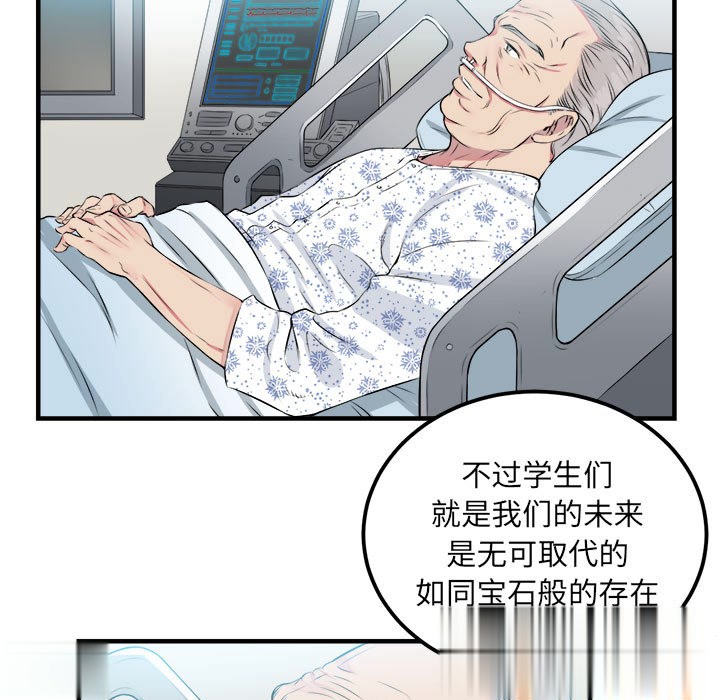 不过学生们
就是我们的未来
是无可取代的
如同宝石般的存在